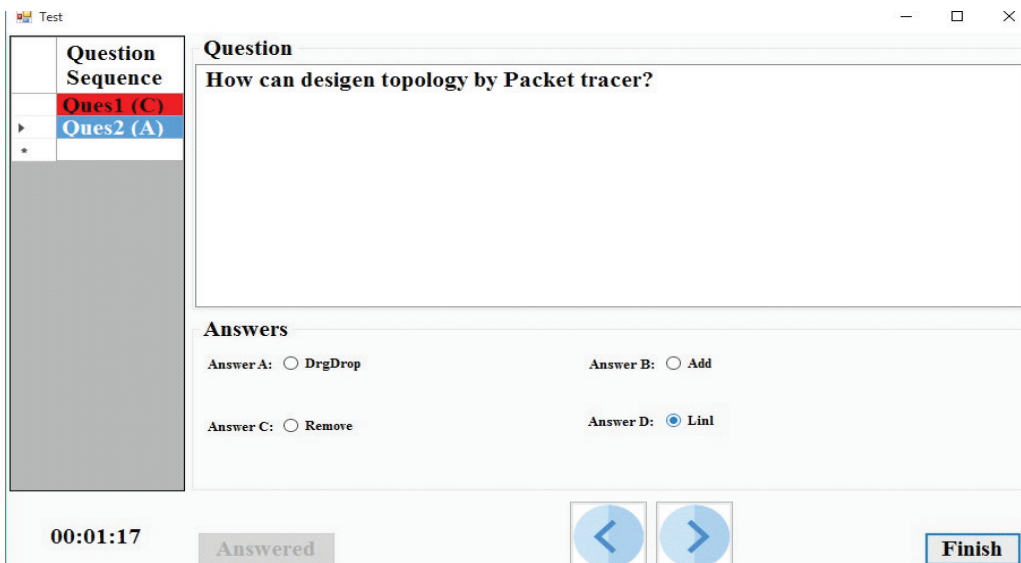 Test
Question
Sequence
Ques1 (C)
Ques2 (A)
Question
How can desigen topology by Packet tracer?
Answers
Answer A: DrgDrop
Answer B: Add
Answer C: Remove
Answer D: Linl
00:01:17
Answered
Finish